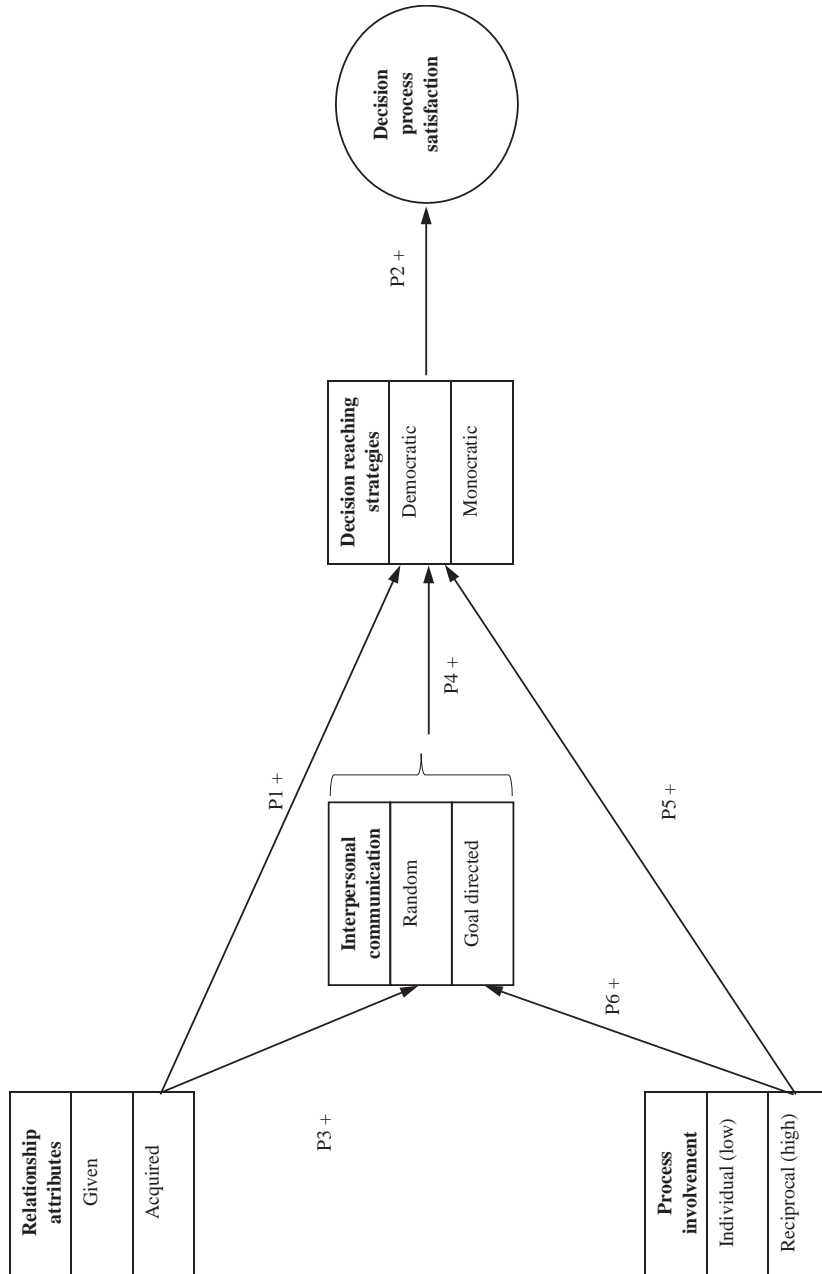 Relationship
attributes
Given
Acquired
P3 +
Process
involvement
Individual (low)
Reciprocal (high)
P1 +
Interpersonal
communication
Random
Goal directed
P6 +
P4 +
P5 +
Decision reaching
strategies
Democratic
Monocratic
P2 +
Decision
process
satisfaction